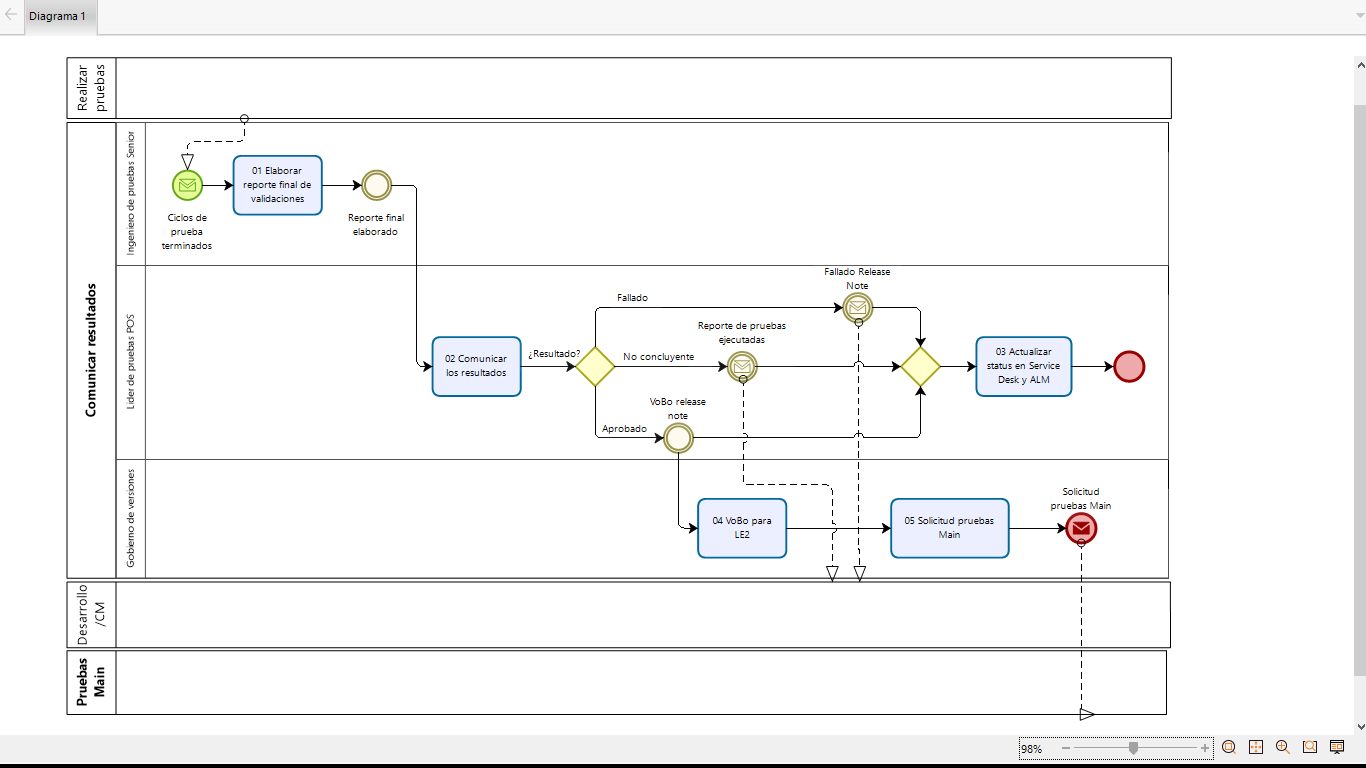 Diagrama 1
Realizar
pruebas
Comunicar resultados
Ingeniero de pruebas Senior
Ciclos de
prueba
terminados
01 Elaborar
reporte final de
validaciones
Reporte final
elaborado
Líder de pruebas POS
02 Comunicar
los resultados
¿Resultado?
Fallado
Fallado Release
Note
No concluyente
Reporte de pruebas
ejecutadas
Aprobado
VoBo release
note
03 Actualizar
status en Service
Desk y ALM
Gobierno de versiones
04 VoBo para
LE2
05 Solicitud pruebas
Main
Solicitud
pruebas Main
Desarrollo
/CM
Pruebas
Main
98%